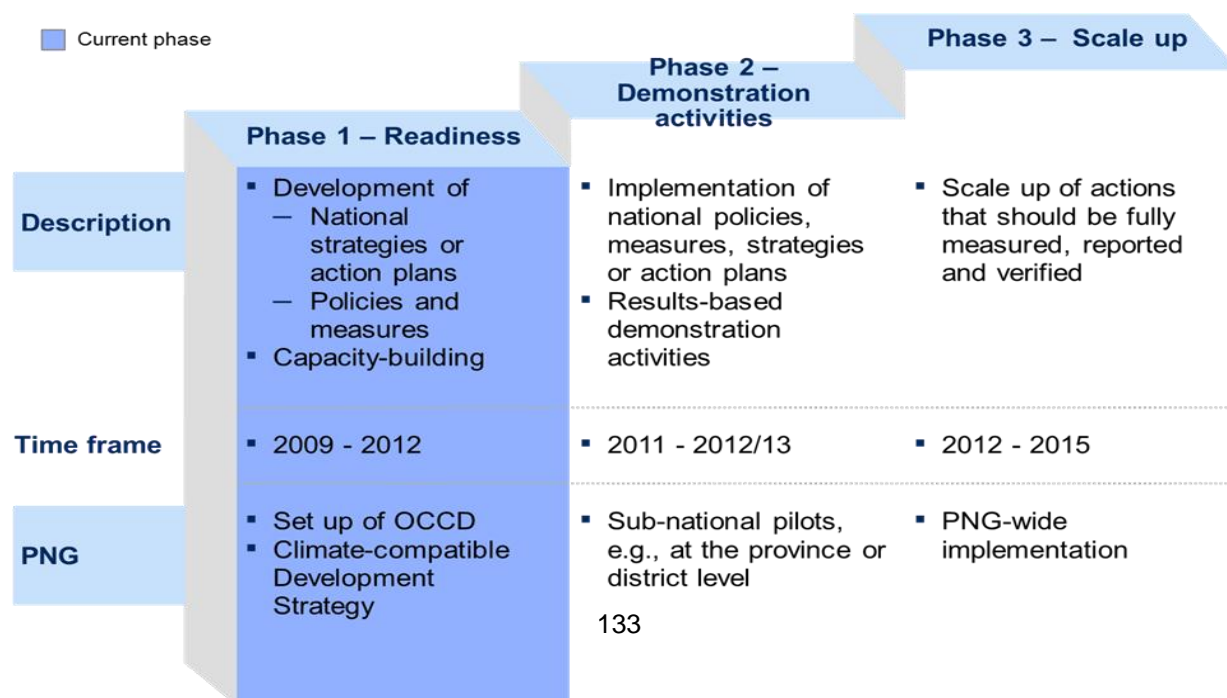 Current phase
Phase 1 – Readiness
Phase 2 –
Demonstration
activities
Phase 3 – Scale up
Description
▪ Development of
— National
strategies or
action plans
— Policies and
measures
▪ Capacity-building
▪ Implementation of
national policies,
measures, strategies
or action plans
▪ Results-based
demonstration
activities
▪ Scale up of actions
that should be fully
measured, reported
and verified
Time frame
▪ 2009 - 2012
▪ 2011 - 2012/13
▪ 2012 - 2015
PNG
▪ Set up of OCCD
▪ Climate-compatible
Development
Strategy
▪ Sub-national pilots,
e.g., at the province or
district level
▪ PNG-wide
implementation
133